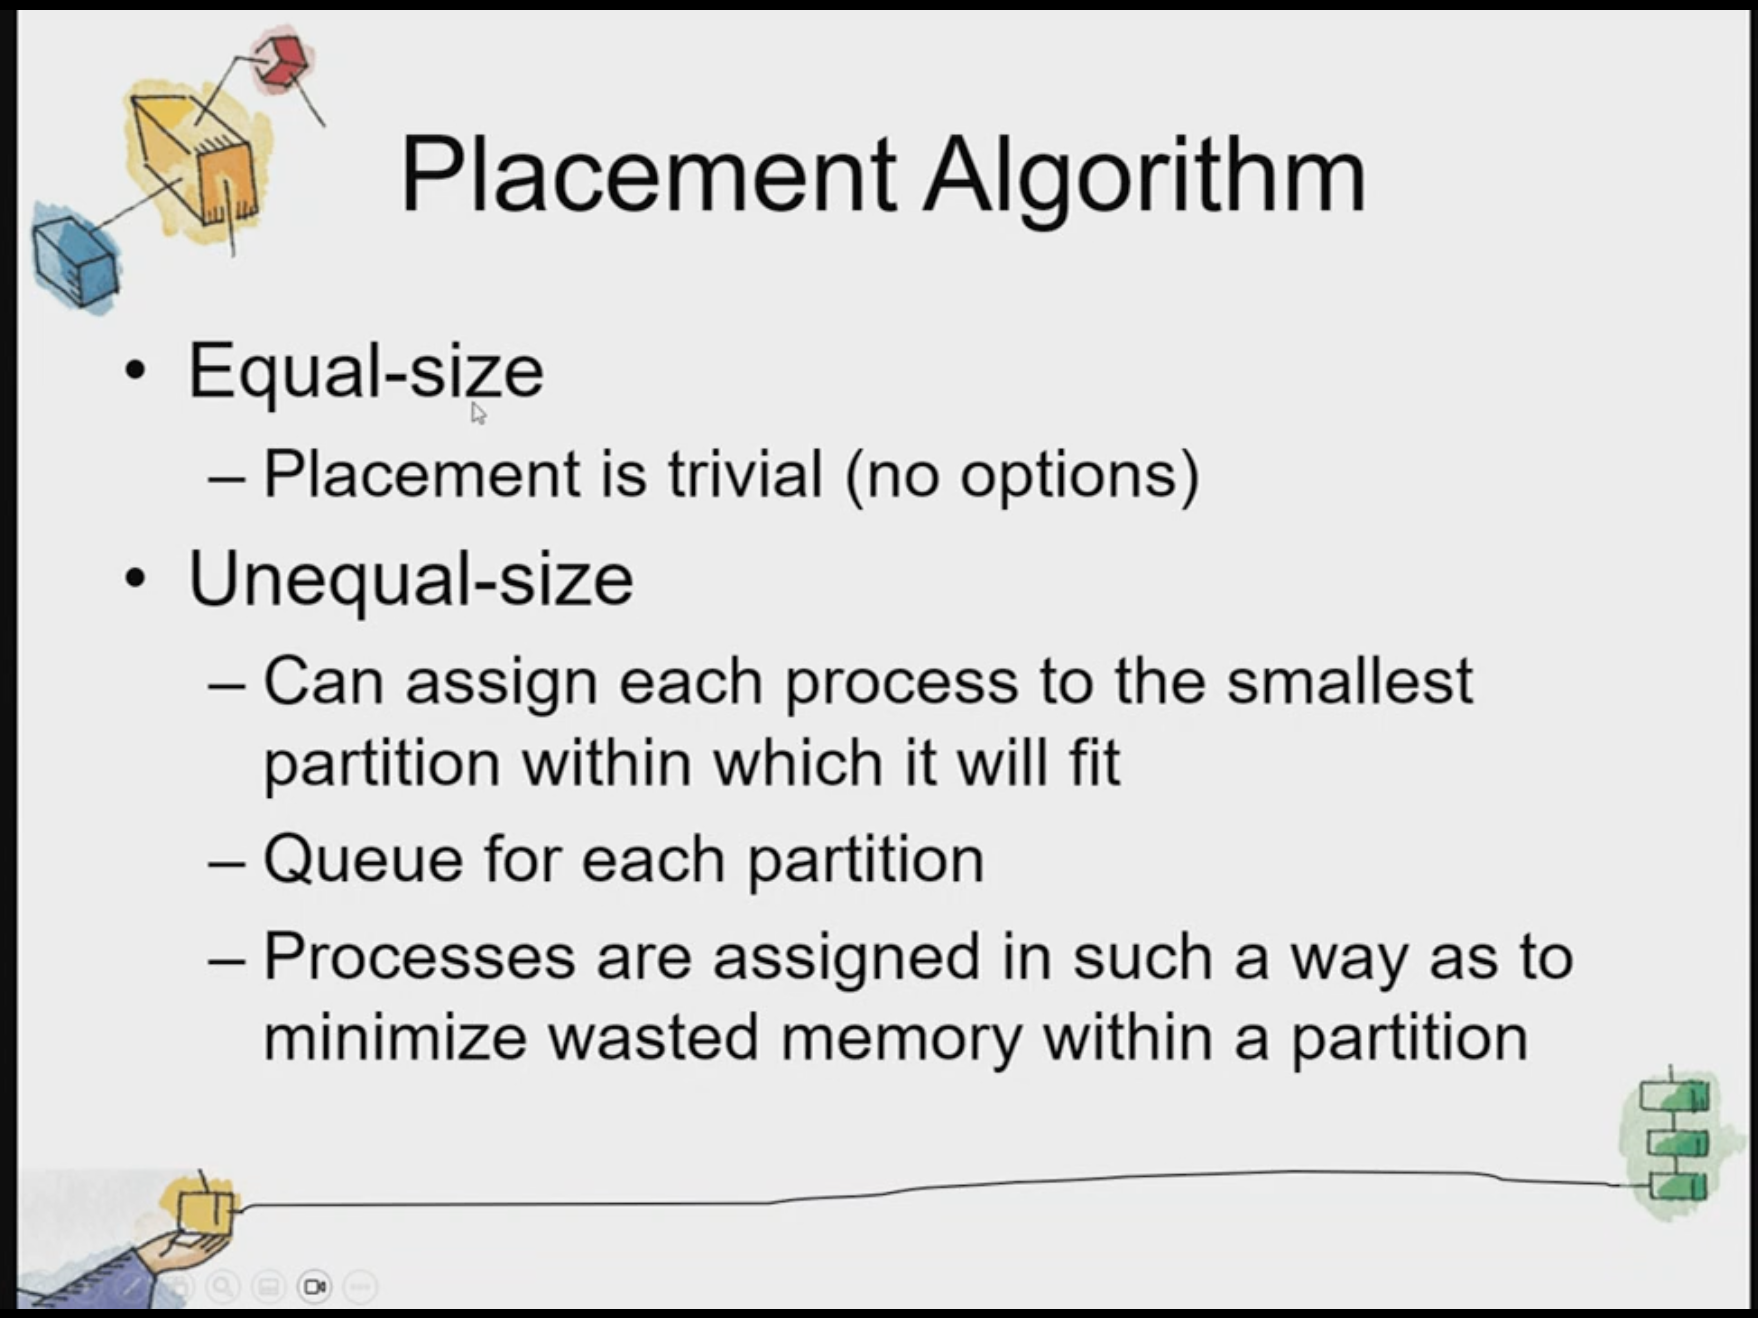 Placement Algorithm
• Equal-size
– Placement is trivial (no options)
• Unequal-size
– Can assign each process to the smallest
partition within which it will fit
– Queue for each partition
– Processes are assigned in such a way as to
minimize wasted memory within a partition